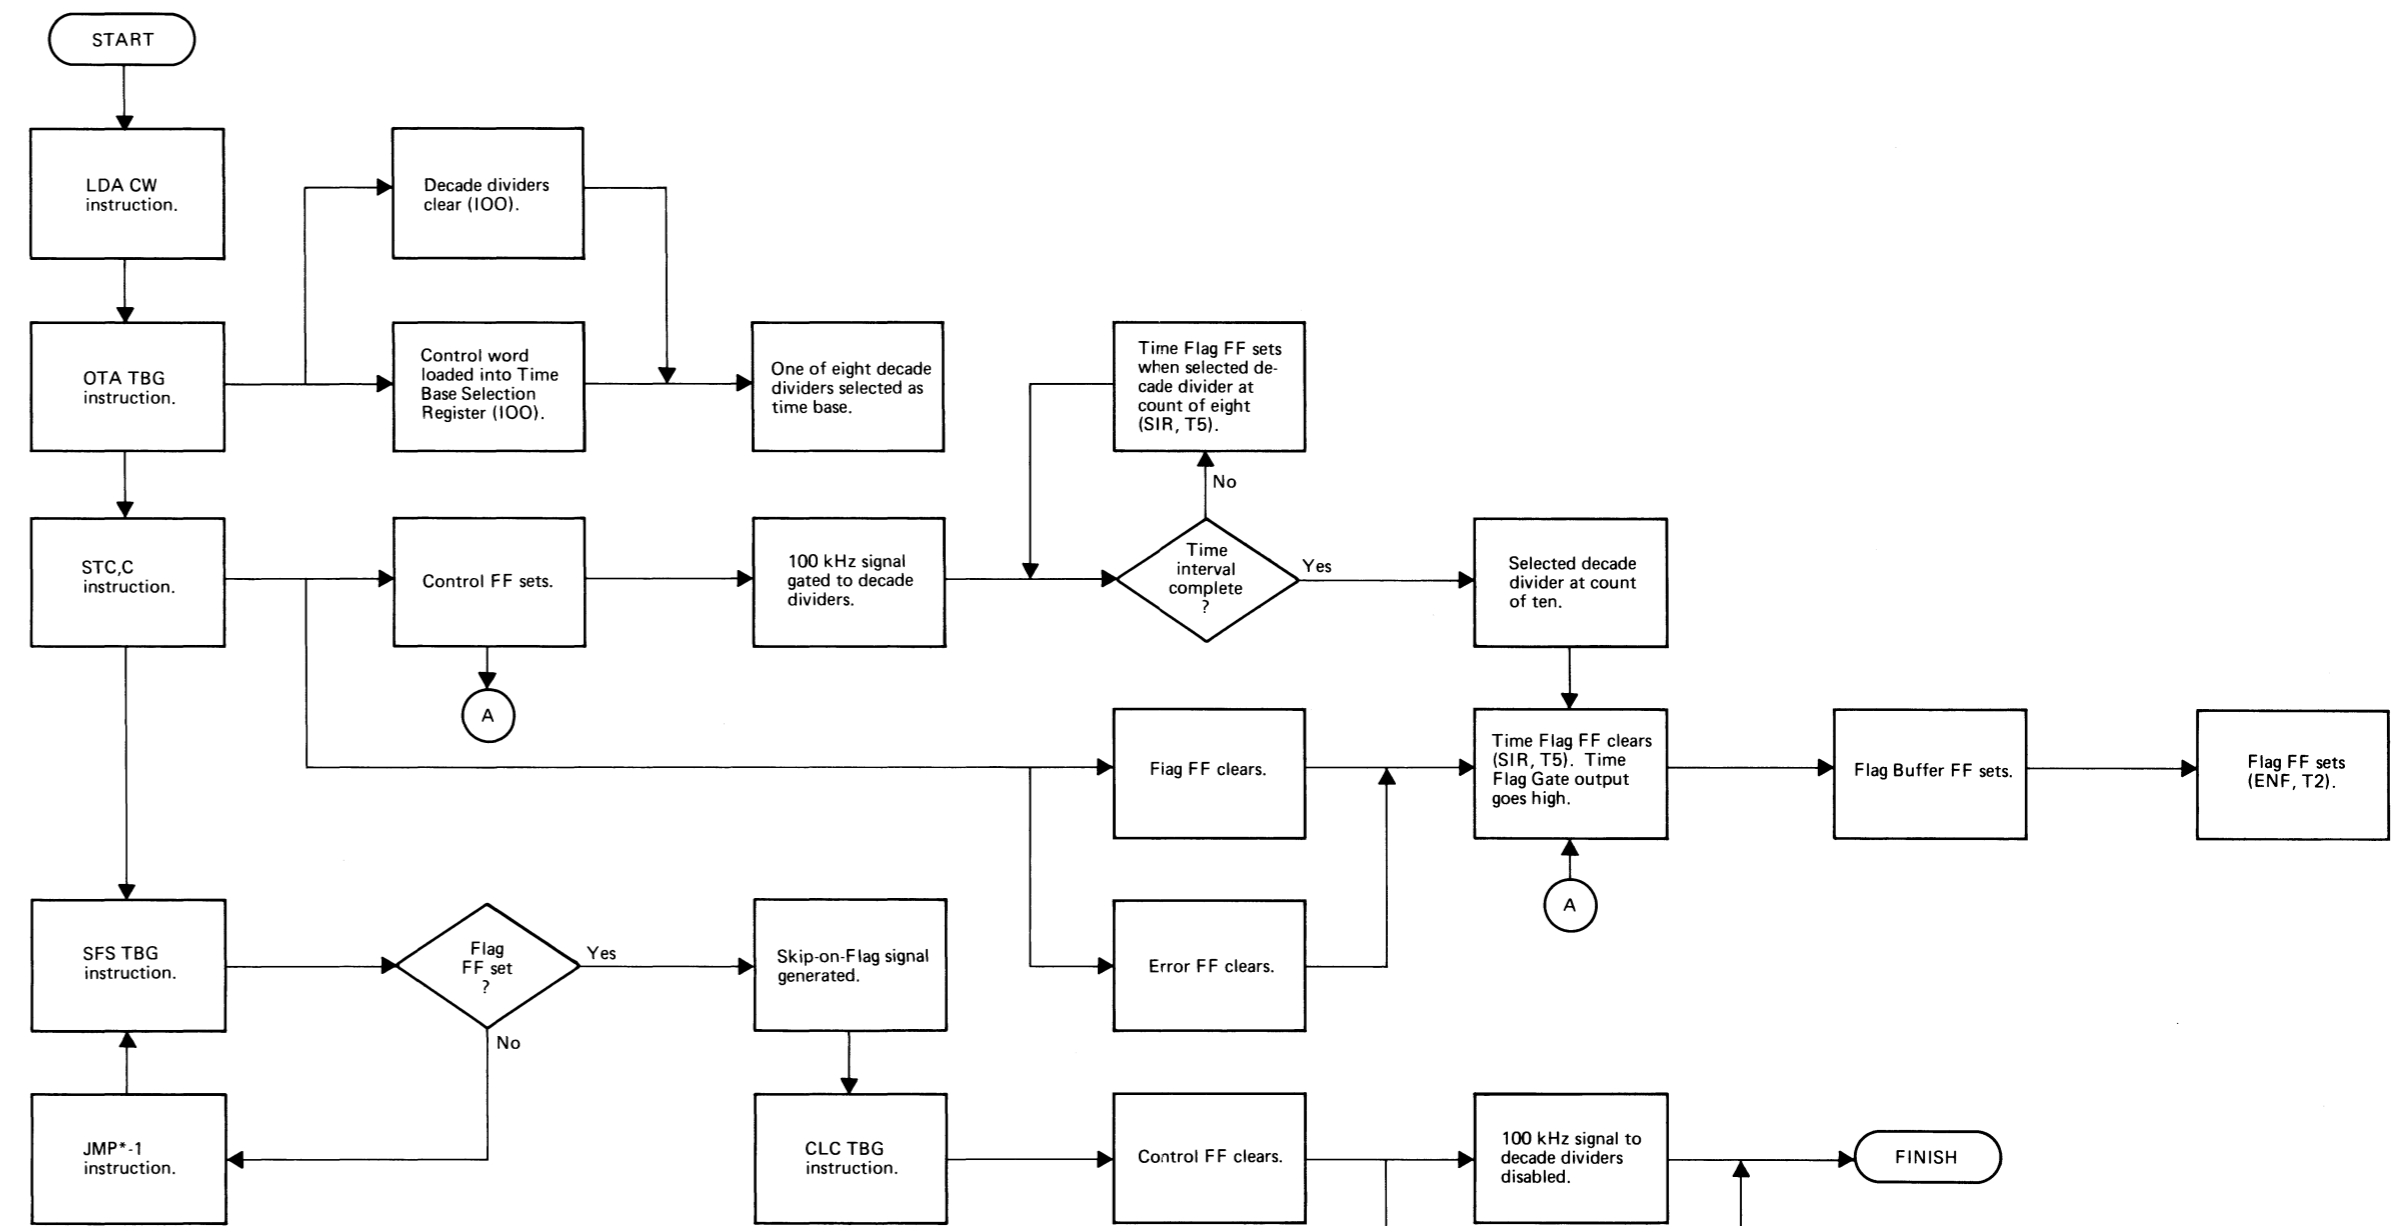 START
LDA CW
instruction.
Decade dividers
clear (IOO).
OTA TBG
instruction.
Control word
loaded into Time
Base Selection
Register (IOO).
One of eight decade
dividers selected as
time base.
Time Flag FF sets
when selected de-
cade divider at
count of eight
(SIR, T5).
No
STC,C
instruction.
Control FF sets.
100 kHz signal
gated to decade
dividers.
Time
interval
complete
?
Yes
Selected decade
divider at count
of ten.
A
Flag FF clears.
Time Flag FF clears
(SIR, T5). Time
Flag Gate output
goes high.
Flag Buffer FF sets.
Flag FF sets
(ENF, T2).
A
SFS TBG
instruction.
Flag
FF set
?
Yes
Skip-on-Flag signal
generated.
Error FF clears.
No
JMP*-1
instruction.
CLC TBG
instruction.
Control FF clears.
100 kHz signal to
decade dividers
disabled.
FINISH